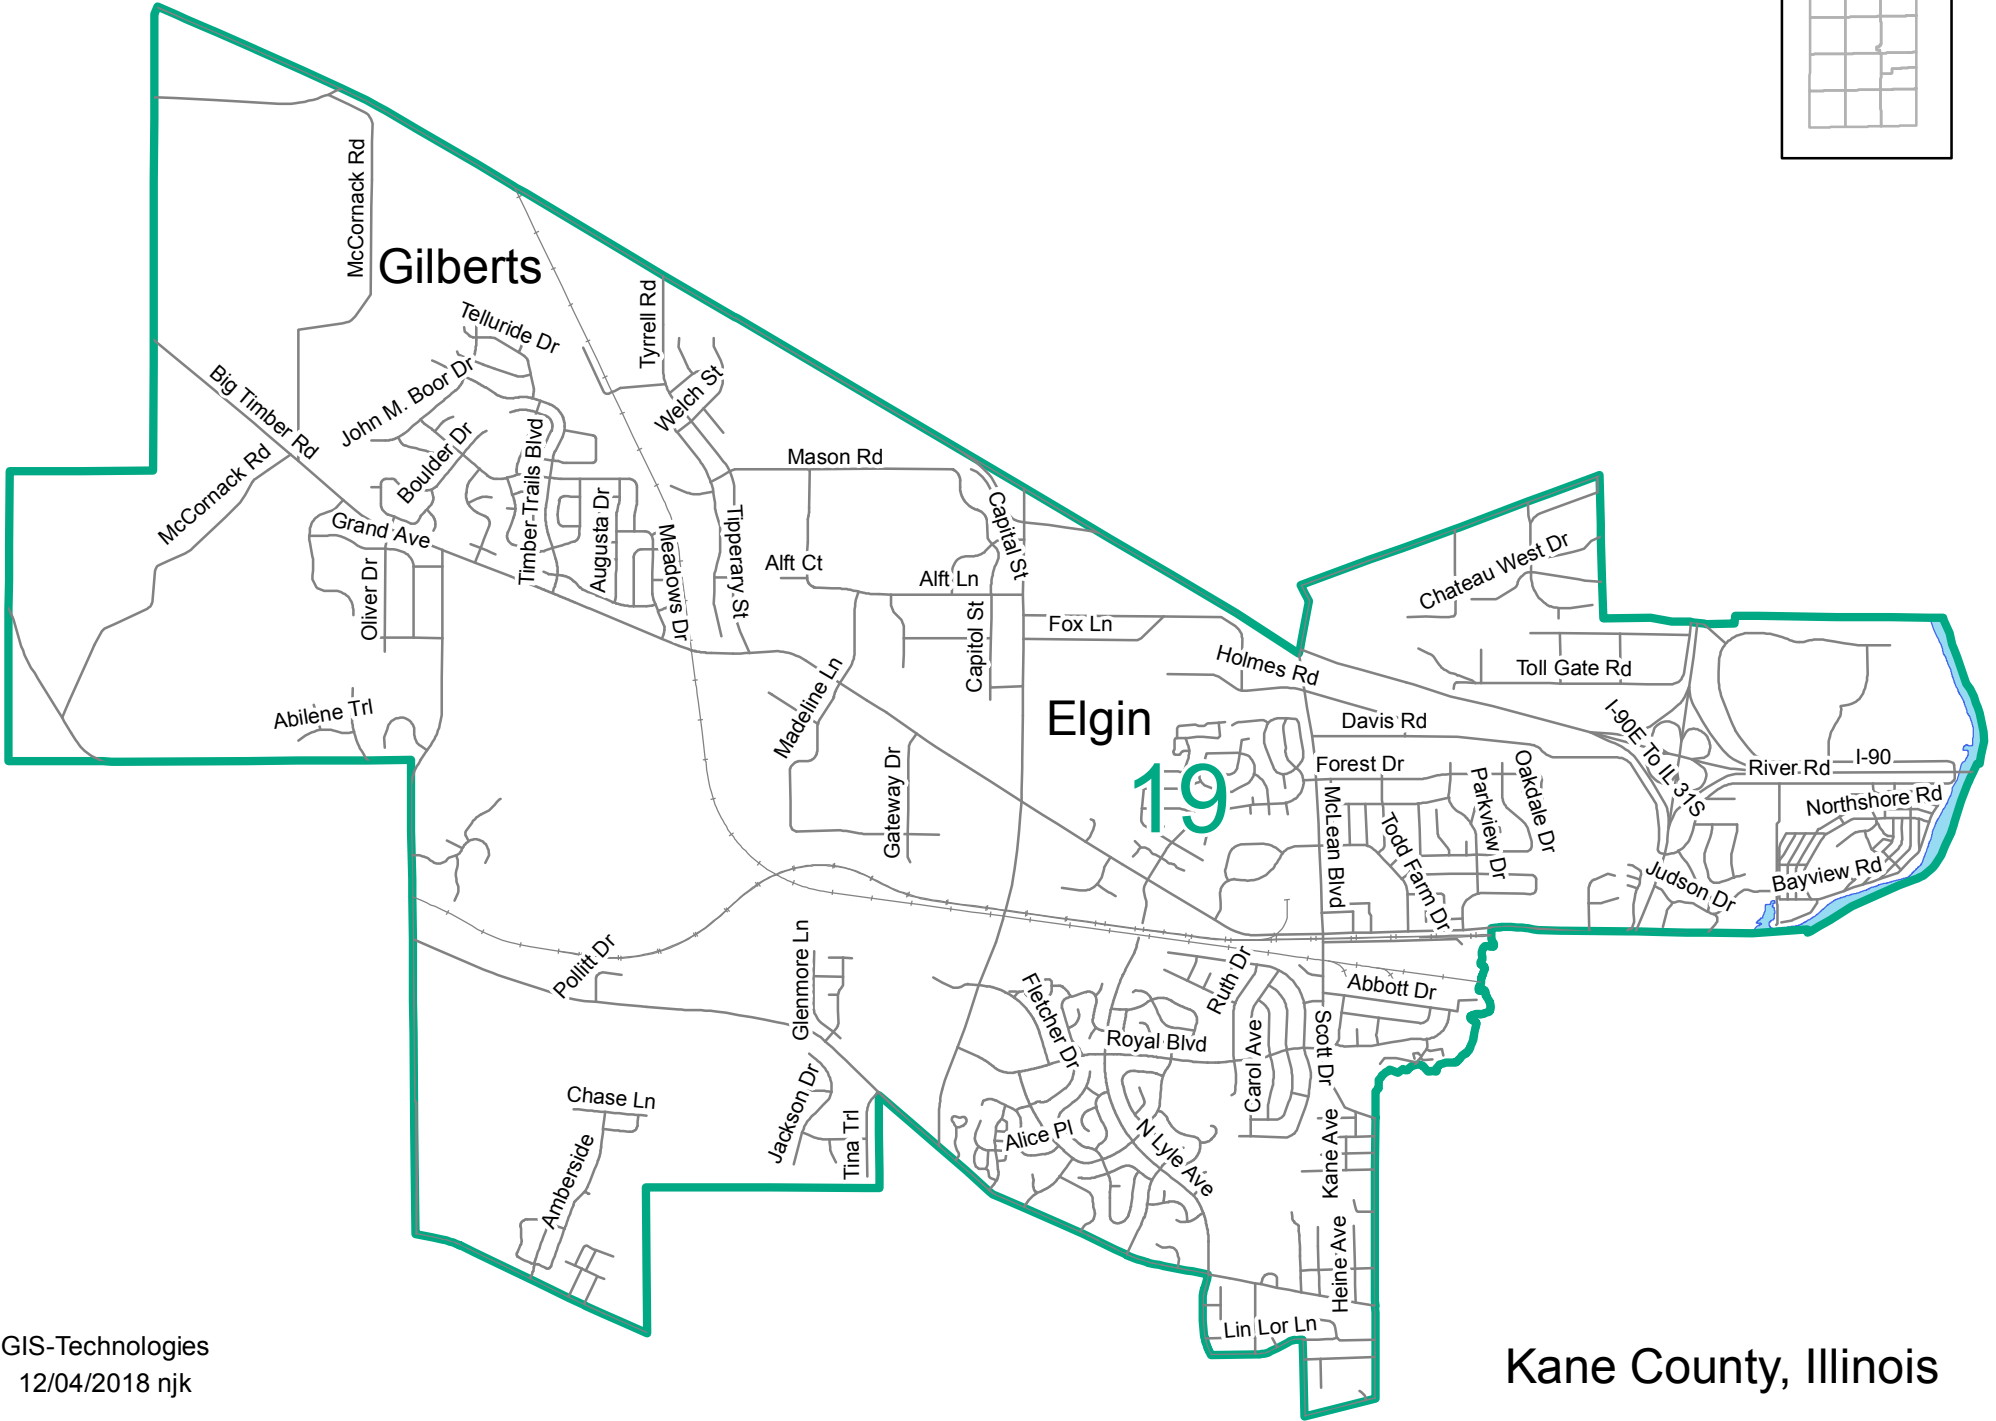 McCornack Rd
Gilberts
Telluride Dr
Tyrrell Rd
Big Timber Rd
John M. Boor Dr
Welch St
McCornack Rd
Boulder Dr
Timber Trails Blvd
Mason Rd
Grand Ave
Augusta Dr
Meadows Dr
Tipperary St
Capital St
Alft Ct
Alft Ln
Chateau West Dr
Oliver Dr
Capitol St
Fox Ln
Holmes Rd
Toll Gate Rd
Abilene Trl
Madeline Ln
Elgin
Davis Rd
I-90E To IL 31S
19
Gateway Dr
Forest Dr
Oakdale Dr
River Rd
I-90
McLean Blvd
Todd Farm Dr
Parkview Dr
Northshore Rd
Judson Dr
Bayview Rd
Pollitt Dr
Glenmore Ln
Fletcher Dr
Ruth Dr
Abbott Dr
Royal Blvd
Carol Ave
Scott Dr
Chase Ln
Jackson Dr
Tina Trl
Alice Pl
N Lyle Ave
Kane Ave
Amberside
Heine Ave
Lin Lor Ln
GIS-Technologies
12/04/2018 njk
Kane County, Illinois